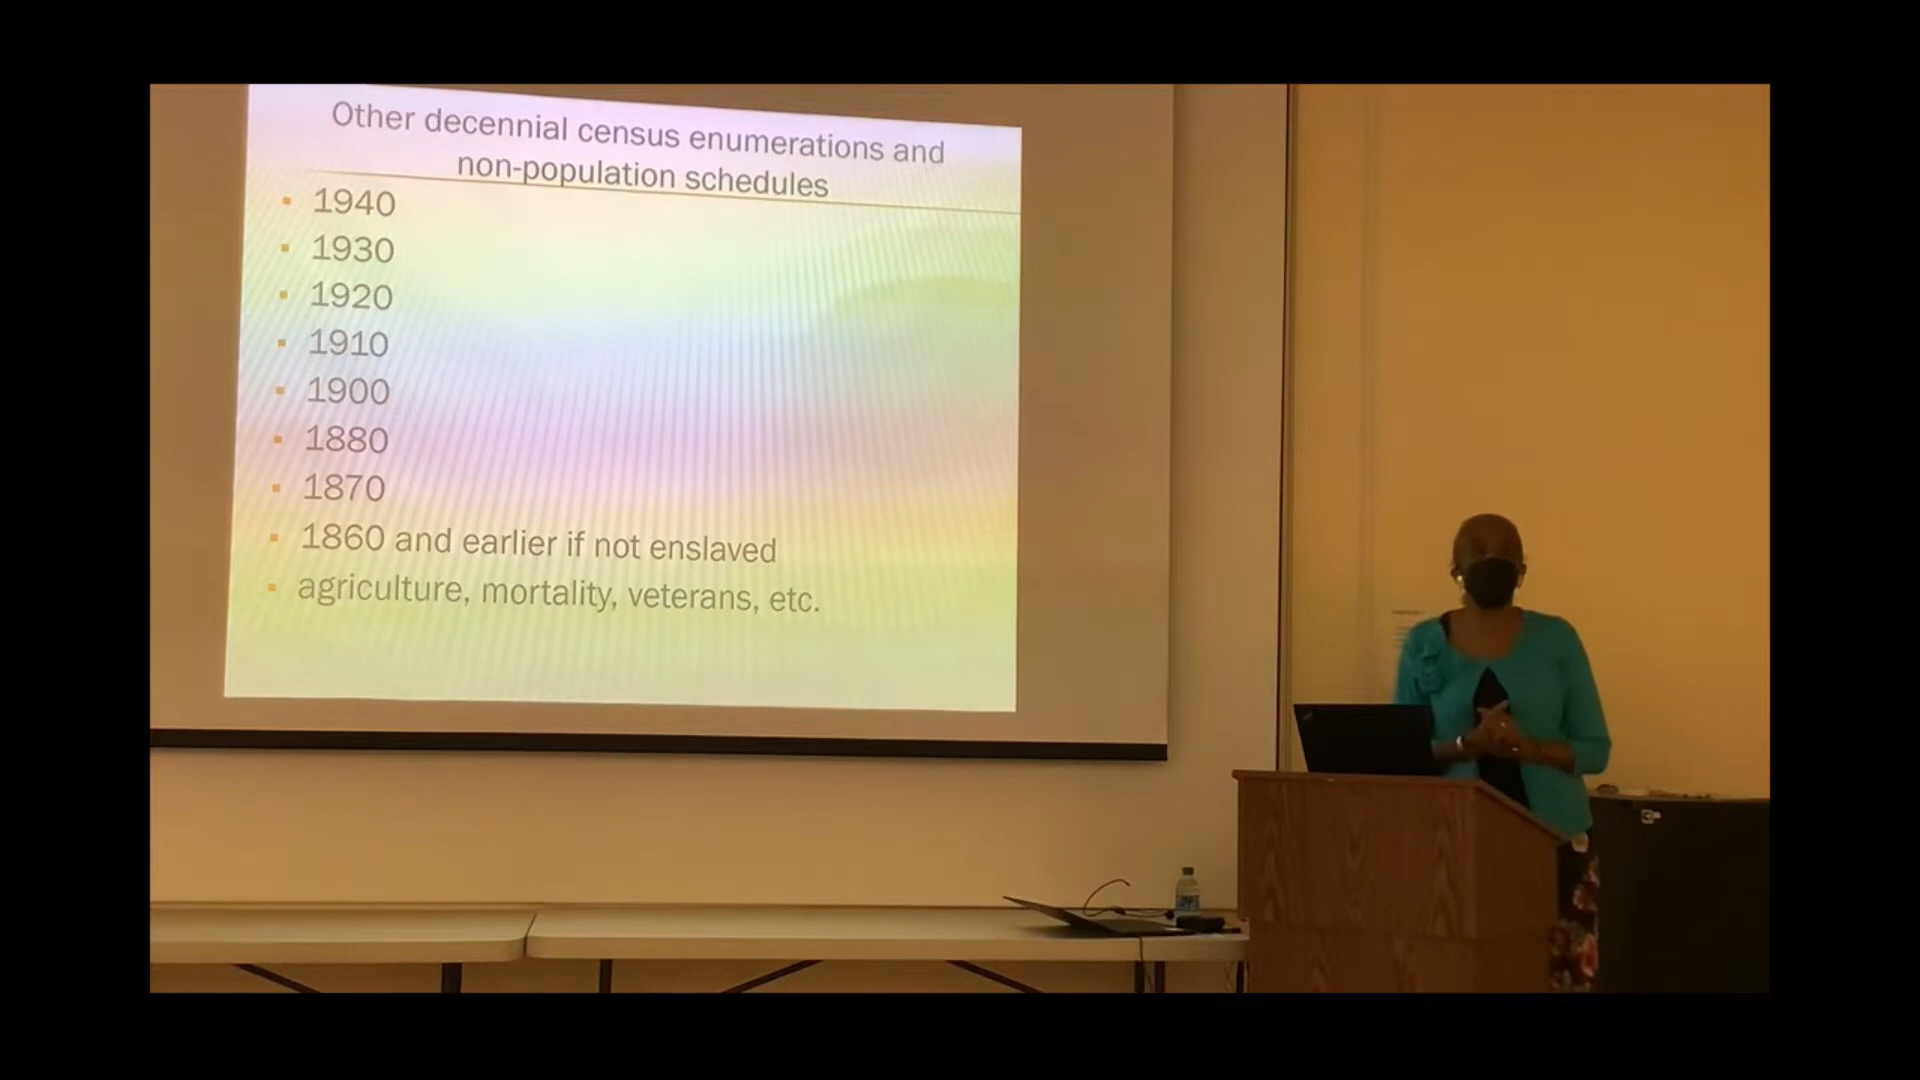 Other decennial census enumerations and
non-population schedules
1940
1930
1920
1910
1900
1880
1870
1860 and earlier if not enslaved
agriculture, mortality, veterans, etc.